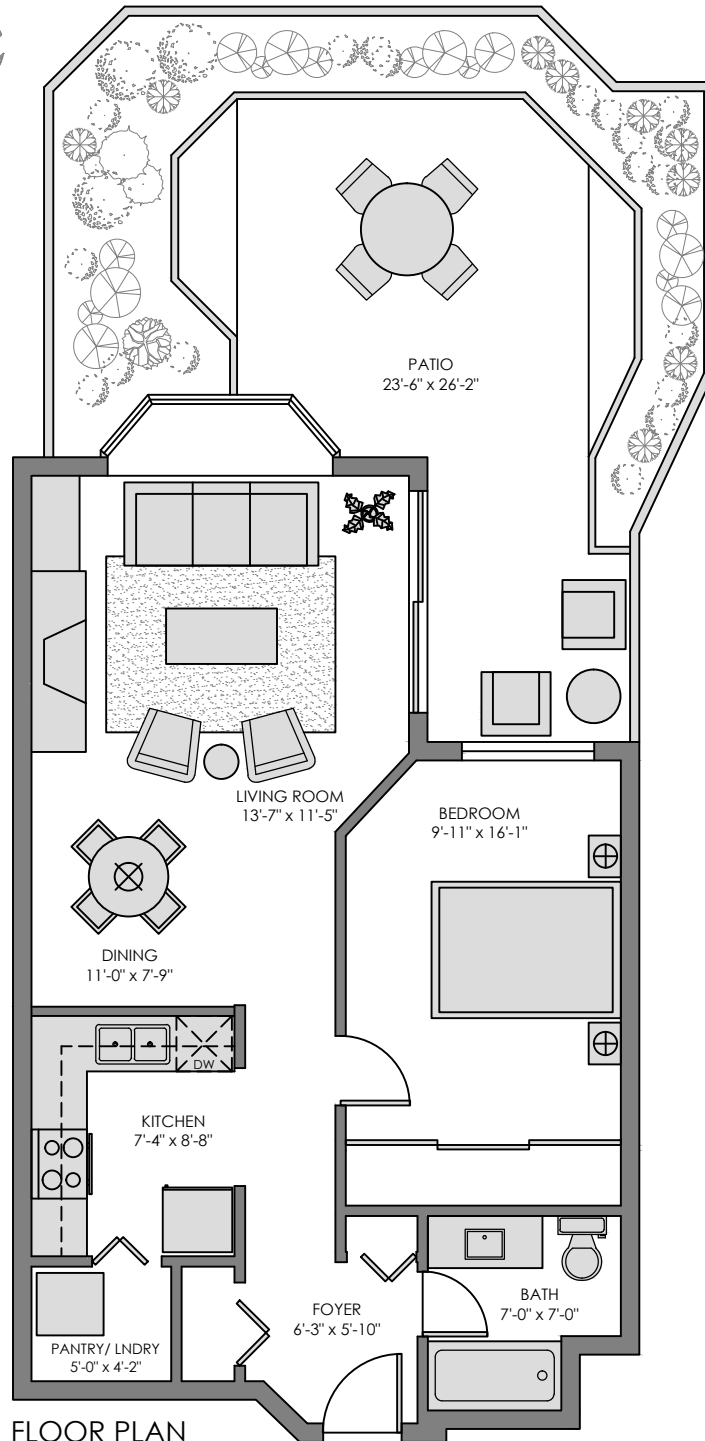 PATIO
23'-6" x 26'-2"
LIVING ROOM
13'-7" x 11'-5"
BEDROOM
9'-11" x 16'-1"
DINING
11'-0" x 7'-9"
DW
KITCHEN
7'-4" x 8'-8"
FOYER
6'-3" x 5'-10"
BATH
7'-0" x 7'-0"
PANTRY/ LNDRY
5'-0" x 4'-2"
FLOOR PLAN